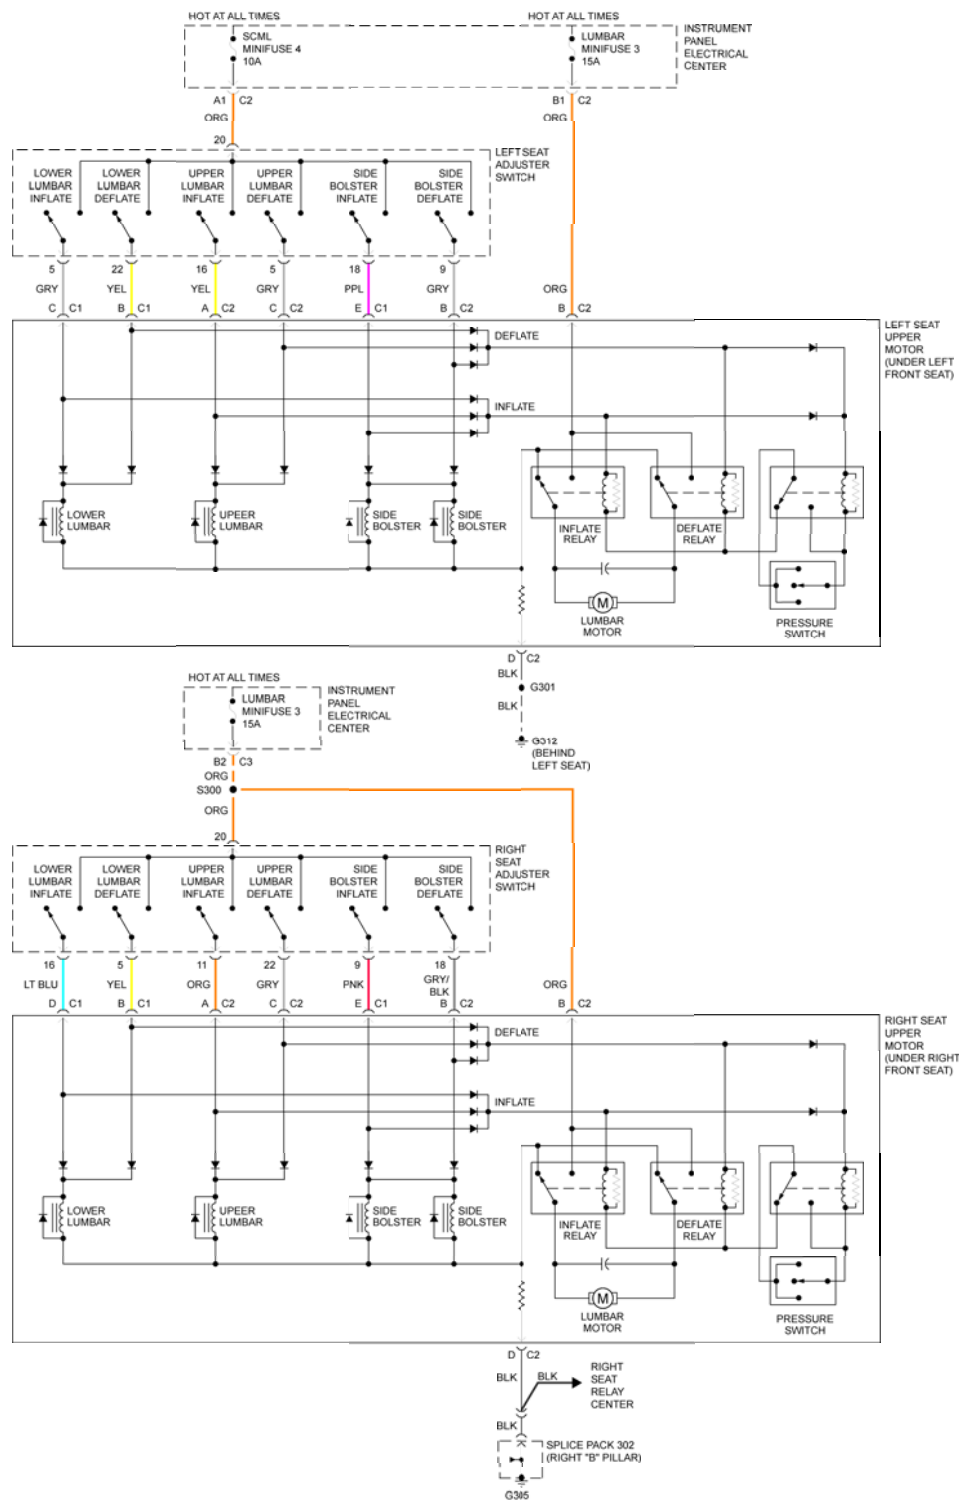 HOT AT ALL TIMES
HOT AT ALL TIMES
SCML
MINIFUSE 4
10A
LUMBAR
MINIFUSE 3
15A
INSTRUMENT
PANEL
ELECTRICAL
CENTER
A1 C2
ORG
B1 C2
ORG
20
LEFT SEAT
ADJUSTER
SWITCH
LOWER
LUMBAR
INFLATE
LOWER
LUMBAR
DEFLATE
UPPER
LUMBAR
INFLATE
UPPER
LUMBAR
DEFLATE
SIDE
BOLSTER
INFLATE
SIDE
BOLSTER
DEFLATE
5 22 16 5 18 9
GRY YEL YEL GRY PPL GRY ORG
C C1 B C1 A C2 C C2 E C1 B C2 B C2
LEFT SEAT
UPPER
MOTOR
(UNDER LEFT
FRONT SEAT)
DEFLATE
INFLATE
LOWER
LUMBAR
UPEER
LUMBAR
SIDE
BOLSTER
SIDE
BOLSTER
INFLATE
RELAY
DEFLATE
RELAY
M
LUMBAR
MOTOR
PRESSURE
SWITCH
D C2
BLK
G301
BLK
G312
(BEHIND
LEFT SEAT)
HOT AT ALL TIMES
LUMBAR
MINIFUSE 3
15A
INSTRUMENT
PANEL
ELECTRICAL
CENTER
B2 C3
ORG
S300
ORG
20
RIGHT
SEAT
ADJUSTER
SWITCH
LOWER
LUMBAR
INFLATE
LOWER
LUMBAR
DEFLATE
UPPER
LUMBAR
INFLATE
UPPER
LUMBAR
DEFLATE
SIDE
BOLSTER
INFLATE
SIDE
BOLSTER
DEFLATE
16 5 11 22 9 18
LT BLU YEL ORG GRY PNK GRY/
BLK
ORG
D C1 B C1 A C2 C C2 E C1 B C2 B C2
RIGHT SEAT
UPPER
MOTOR
(UNDER RIGHT
FRONT SEAT)
DEFLATE
INFLATE
LOWER
LUMBAR
UPEER
LUMBAR
SIDE
BOLSTER
SIDE
BOLSTER
INFLATE
RELAY
DEFLATE
RELAY
M
LUMBAR
MOTOR
PRESSURE
SWITCH
D C2
BLK
BLK
RIGHT
SEAT
RELAY
CENTER
BLK
SPLICE PACK 302
(RIGHT "B" PILLAR)
G305